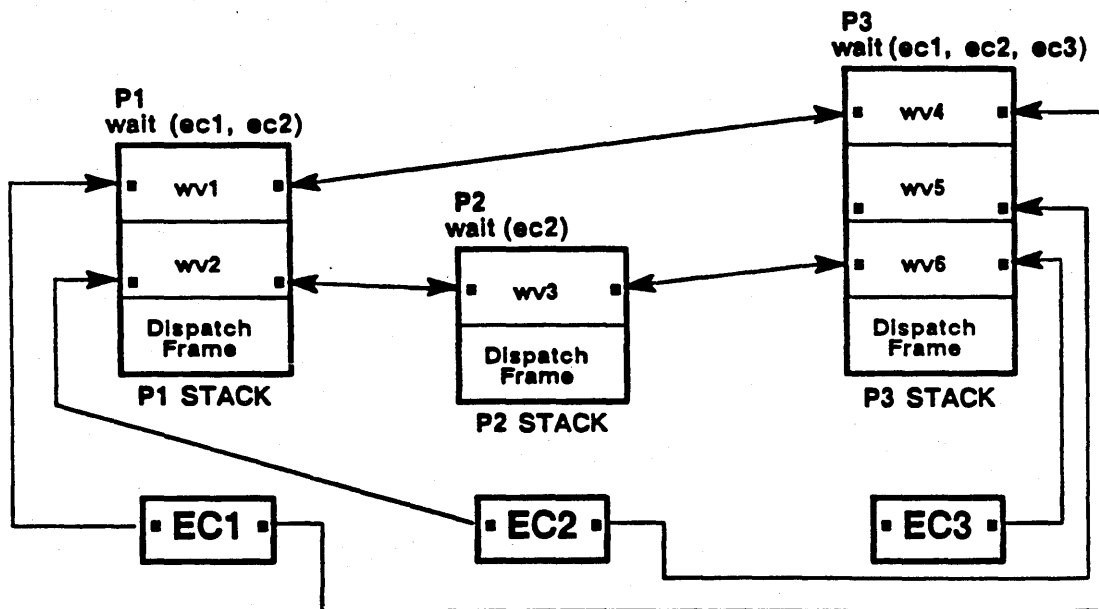 P1
wait (ec1, ec2)
wv1
wv2
Dispatch
Frame
P1 STACK
P2
wait (ec2)
wv3
Dispatch
Frame
P2 STACK
P3
wait (ec1, ec2, ec3)
wv4
wv5
wv6
Dispatch
Frame
P3 STACK
EC1
EC2
EC3